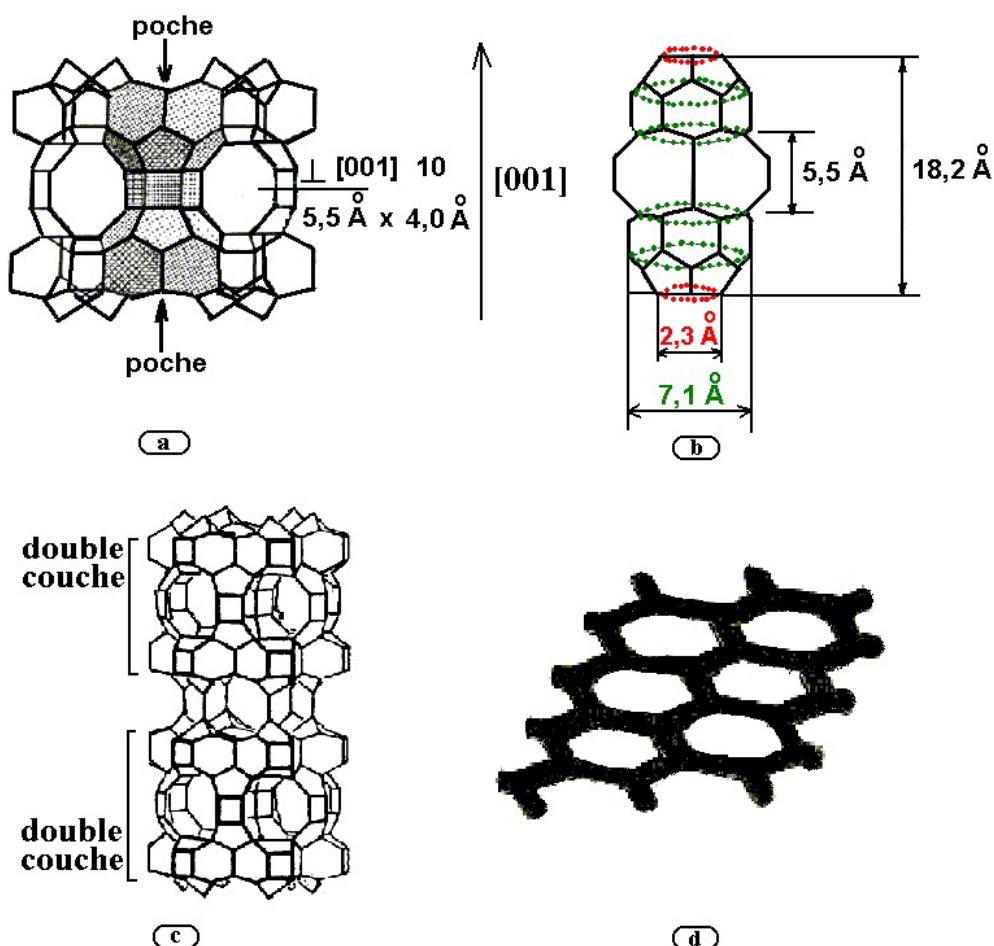 poche
⊥ [001] 10
5,5 Å x 4,0 Å
poche
a
[001]
5,5 Å
18,2 Å
2,3 Å
7,1 Å
b
double
couche
double
couche
c
d